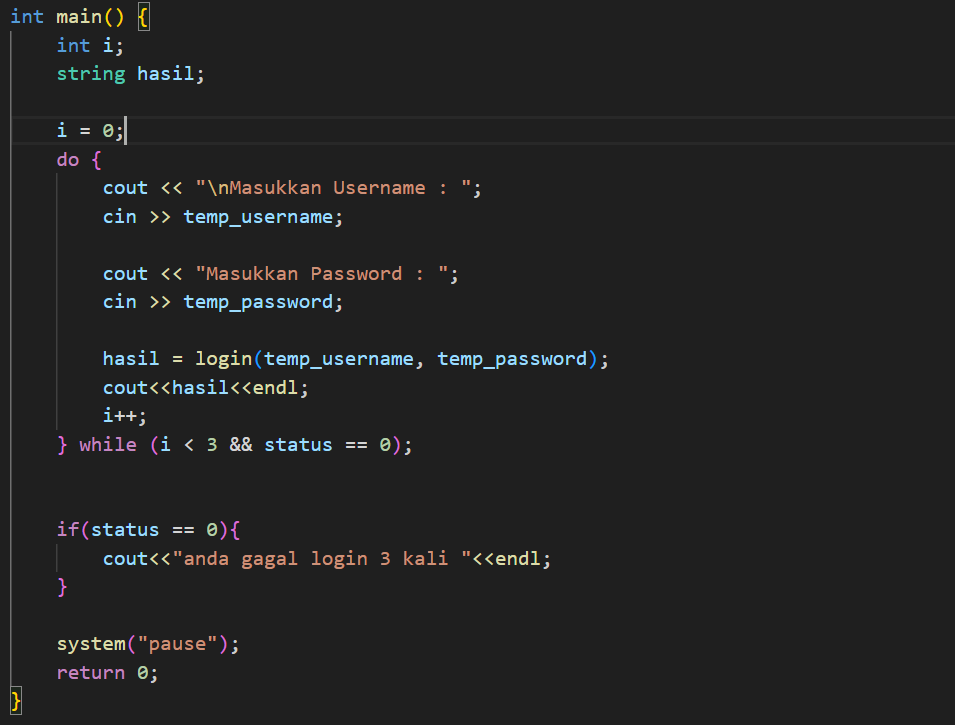 int main() {
    int i;
    string hasil;

    i = 0;
    do {
        cout << "\nMasukkan Username : ";
        cin >> temp_username;

        cout << "Masukkan Password : ";
        cin >> temp_password;

        hasil = login(temp_username, temp_password);
        cout<<hasil<<endl;
        i++;
    } while (i < 3 && status == 0);


    if(status == 0){
        cout<<"anda gagal login 3 kali "<<endl;
    }

    system("pause");
    return 0;
}